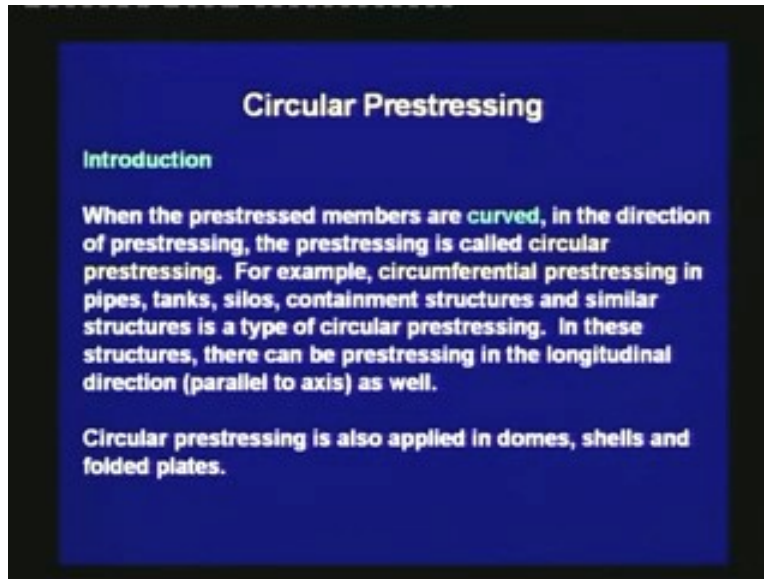 Circular Prestressing
Introduction
When the prestressed members are curved, in the direction
of prestressing, the prestressing is called circular
prestressing. For example, circumferential prestressing in
pipes, tanks, silos, containment structures and similar
structures is a type of circular prestressing. In these
structures, there can be prestressing in the longitudinal
direction (parallel to axis) as well.
Circular prestressing is also applied in domes, shells and
folded plates.